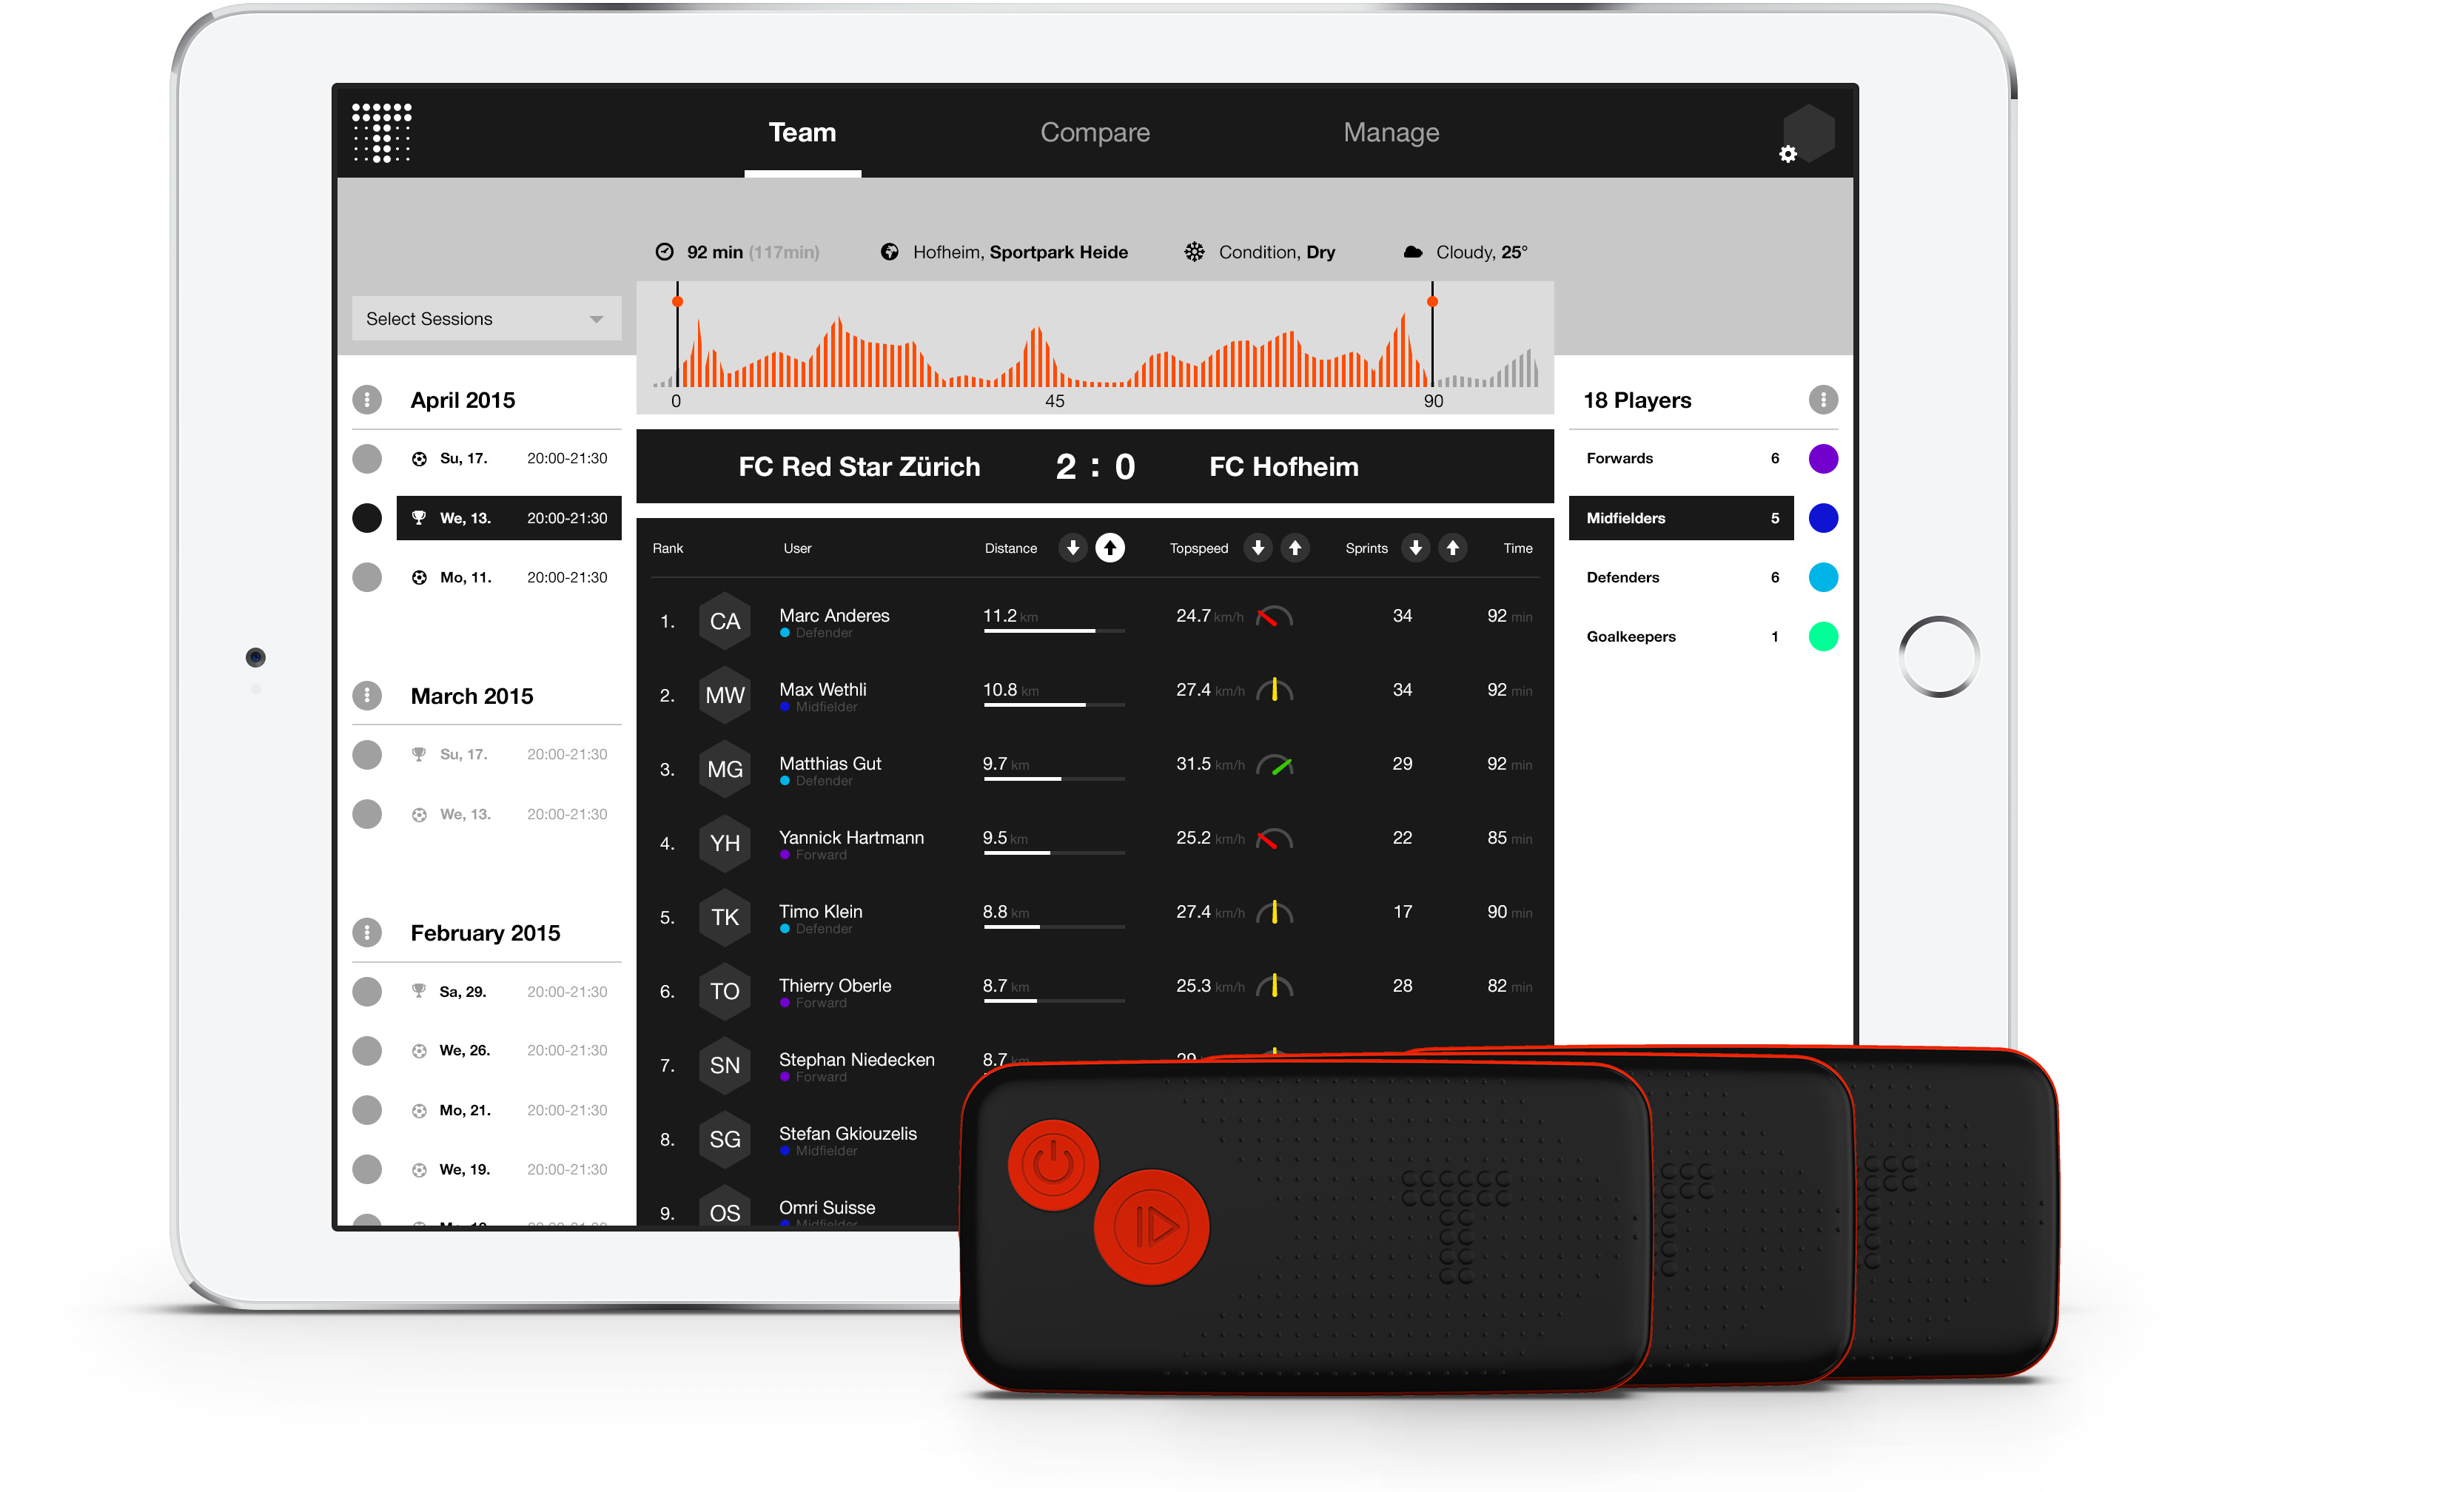 Team Compare Manage
92 min (117min) Hofheim, Sportpark Heide Condition, Dry Cloudy, 25°
Select Sessions
0 45 90
April 2015
Su, 17. 20:00-21:30
We, 13. 20:00-21:30
Mo, 11. 20:00-21:30
March 2015
Su, 17. 20:00-21:30
We, 13. 20:00-21:30
February 2015
Sa, 29. 20:00-21:30
We, 26. 20:00-21:30
Mo, 21. 20:00-21:30
We, 19. 20:00-21:30
FC Red Star Zürich 2 : 0 FC Hofheim
Rank User Distance Topspeed Sprints Time
1. CA Marc Anderes 11.2 km 24.7 km/h 34 92 min
Defender
2. MW Max Wethli 10.8 km 27.4 km/h 34 92 min
Midfielder
3. MG Matthias Gut 9.7 km 31.5 km/h 29 92 min
Defender
4. YH Yannick Hartmann 9.5 km 25.2 km/h 22 85 min
Forward
5. TK Timo Klein 8.8 km 27.4 km/h 17 90 min
Defender
6. TO Thierry Oberle 8.7 km 25.3 km/h 28 82 min
Forward
7. SN Stephan Niedecken 8.7 km
Forward
8. SG Stefan Gkiouzelis
Midfielder
9. OS Omri Suisse
Midfielder
18 Players
Forwards 6
Midfielders 5
Defenders 6
Goalkeepers 1